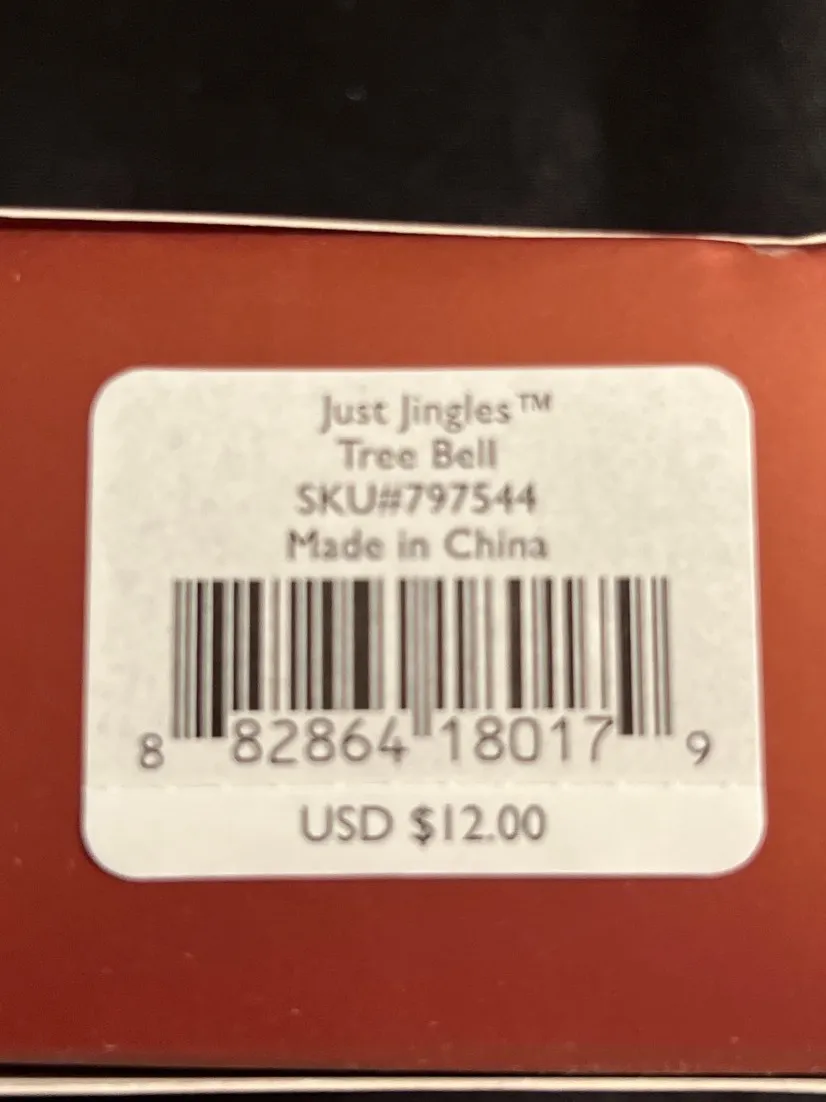 Just Jingles™
Tree Bell
SKU#797544
Made in China
8 82864 18017 9
USD $12.00